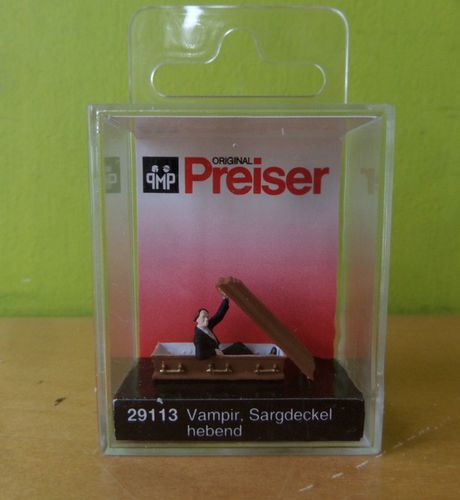 ORIGINAL
PMP Preiser
29113 Vampir, Sargdeckel
hebend